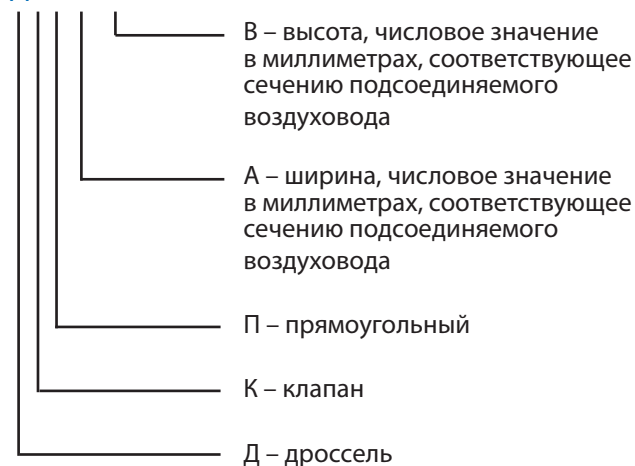 В – высота, числовое значение
в миллиметрах, соответствующее
сечению подсоединяемого
воздуховода
А – ширина, числовое значение
в миллиметрах, соответствующее
сечению подсоединяемого
воздуховода
П – прямоугольный
К – клапан
Д – дроссель